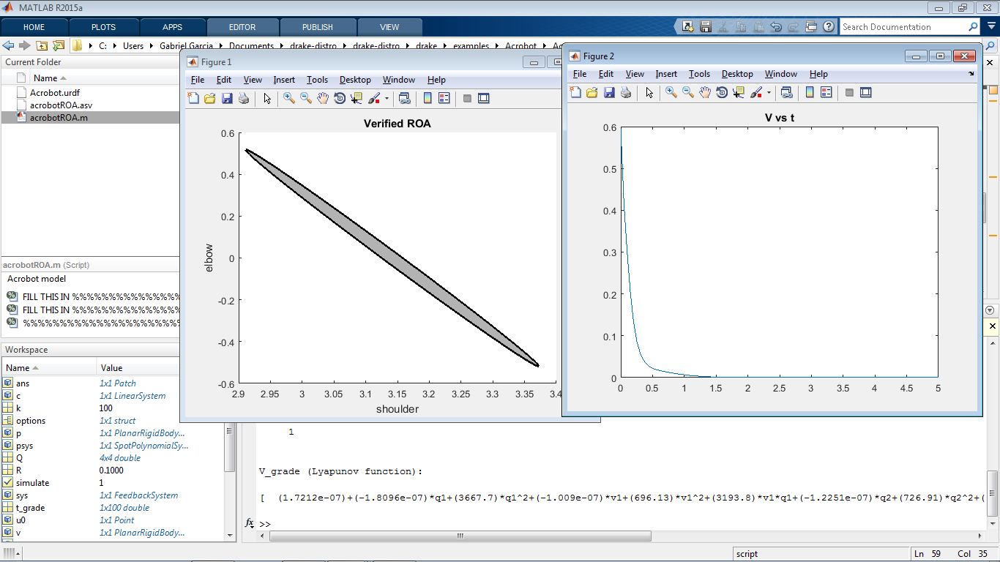 MATLAB R2015a
HOME PLOTS APPS EDITOR PUBLISH VIEW Search Documentation
C: Users Gabriel Garcia Documents drake-distro drake-distro drake examples Acrobot
Current Folder
Name
Acrobot.urdf
acrobotROA.asv
acrobotROA.m
acrobotROA.m (Script)
Acrobot model
FILL THIS IN %%%%%%%%%%%%%%%
FILL THIS IN %%%%%%%%%%%%%%%
%%%%%%%%%%%%%%%%%%%%%
Workspace
Name Value
ans 1x1 Patch
c 1x1 LinearSystem
k 100
options 1x1 struct
p 1x1 PlanarRigidBody...
psys 1x1 SpotPolynomialSy...
Q 4x4 double
R 0.1000
simulate 1
sys 1x1 FeedbackSystem
t_grade 1x100 double
u0 1x1 Point
v 1x1 PlanarRigidBody...
Figure 1
File Edit View Insert Tools Desktop Window Help
Verified ROA
0.6
0.4
0.2
0
-0.2
-0.4
-0.6
elbow
2.9 2.95 3 3.05 3.1 3.15 3.2 3.25 3.3 3.35 3.4
shoulder
Figure 2
File Edit View Insert Tools Desktop Window Help
V vs t
0.6
0.5
0.4
0.3
0.2
0.1
0
0 0.5 1 1.5 2 2.5 3 3.5 4 4.5 5
1
V_grade (Lyapunov function):
[ (1.7212e-07)+(-1.8096e-07)*q1+(3667.7)*q1^2+(-1.009e-07)*v1+(696.13)*v1^2+(3193.8)*v1*q1+(-1.2251e-07)*q2+(726.91)*q2^2+(
fx >>
script Ln 59 Col 35